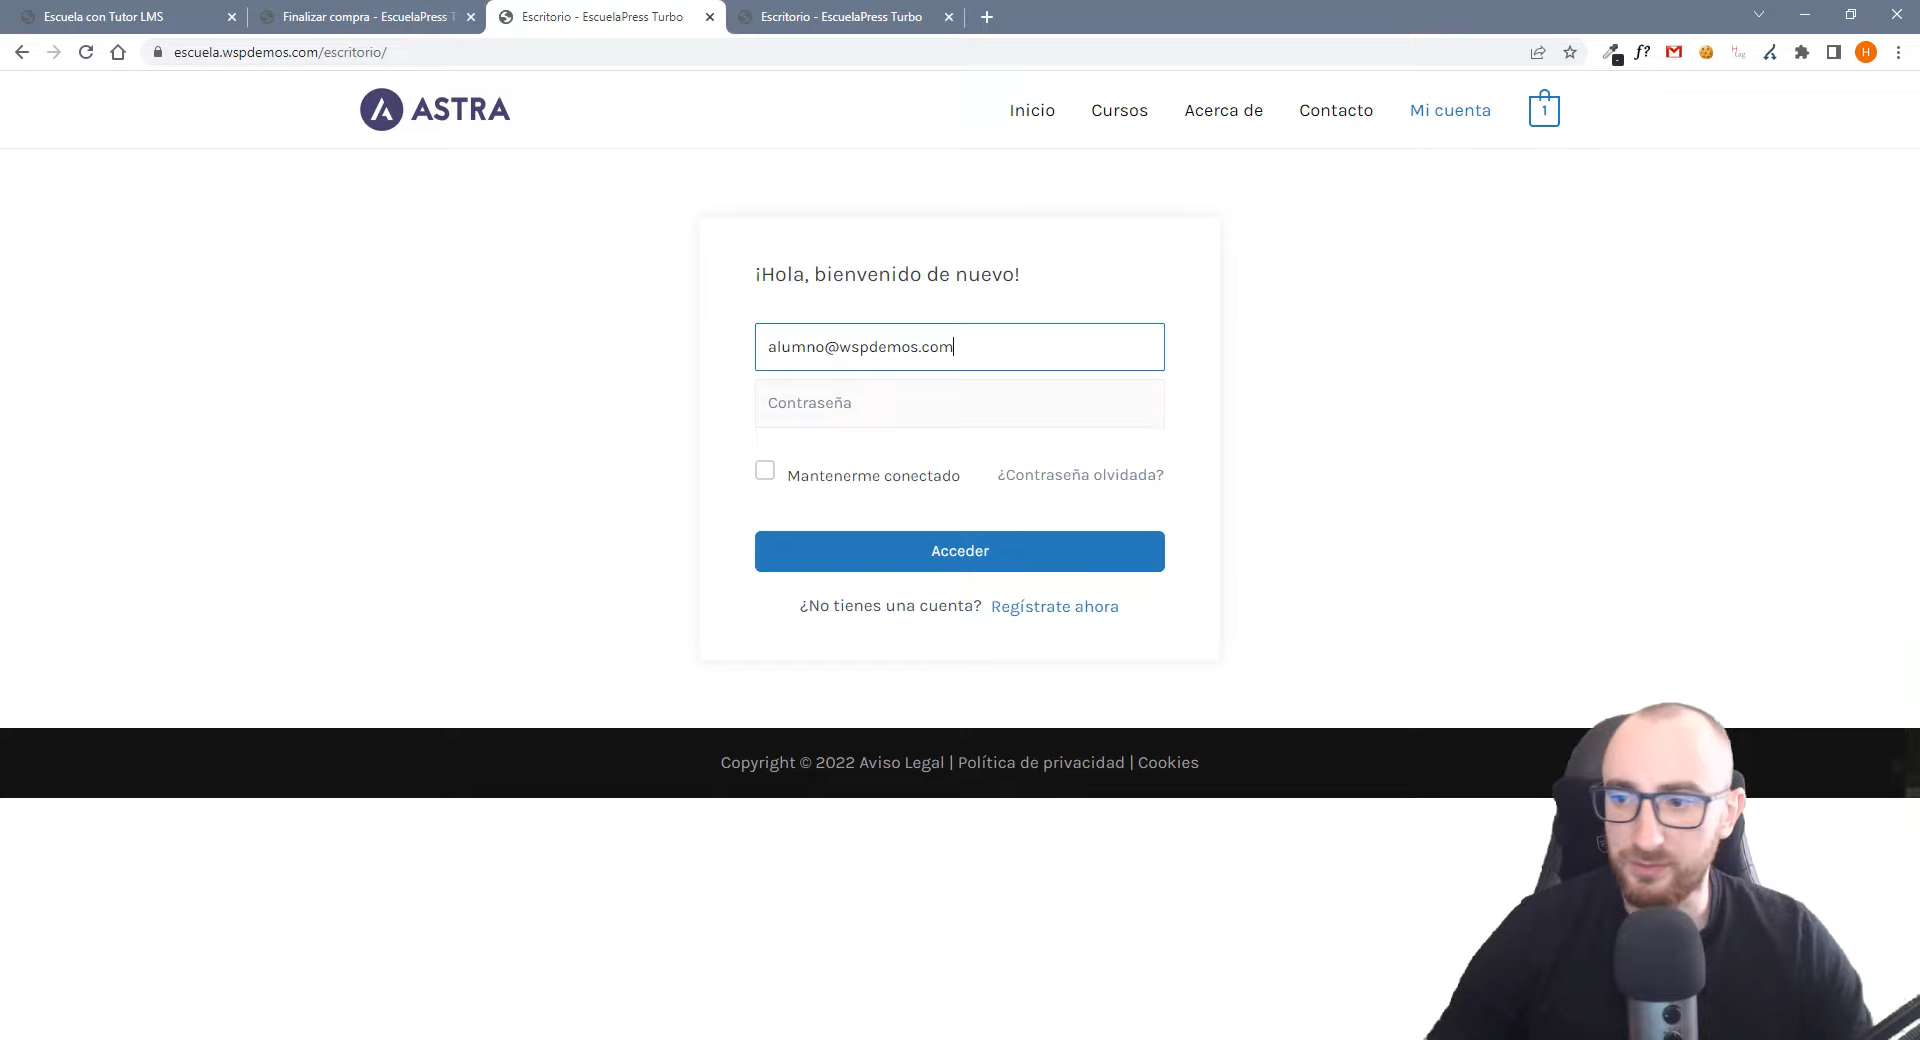 Escuela con Tutor LMS
Finalizar compra - EscuelaPress T
Escritorio - EscuelaPress Turbo
Escritorio - EscuelaPress Turbo
escuela.wspdemos.com/escritorio/
f?
H
ASTRA
Inicio
Cursos
Acerca de
Contacto
Mi cuenta
1
¡Hola, bienvenido de nuevo!
alumno@wspdemos.com
Contraseña
Mantenerme conectado
¿Contraseña olvidada?
Acceder
¿No tienes una cuenta? Regístrate ahora
Copyright © 2022 Aviso Legal | Política de privacidad | Cookies